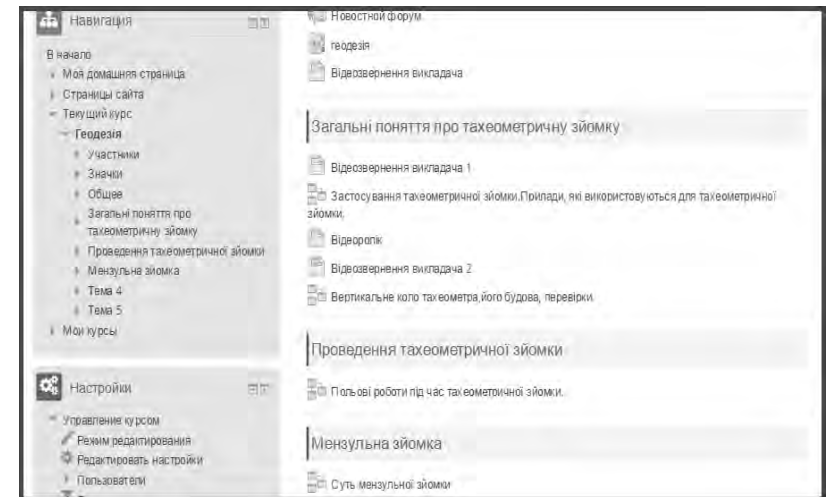 Навигация
В начало
Моя домашняя страница
Страницы сайта
Текущий курс
Геодезія
Участники
Значки
Общее
Загальні поняття про
тахеометричну зйомку
Проведення тахеометричної зйомки
Мензульна зйомка
Тема 4
Тема 5
Мои курсы
Настройки
Управление курсом
Режим редактирования
Редактировать настройки
Пользователи
Новостной форум
геодезія
Відеозвернення викладача
Загальні поняття про тахеометричну зйомку
Відеозвернення викладача 1
Застосування тахеометричної зйомки.Прилади, які використовуються для тахеометричної
зйомки.
Відеоролік
Відеозвернення викладача 2
Вертикальне коло тахеометра,його будова, перевірки.
Проведення тахеометричної зйомки
Польові роботи під час тахеометричної зйомки.
Мензульна зйомка
Суть мензульної зйомки